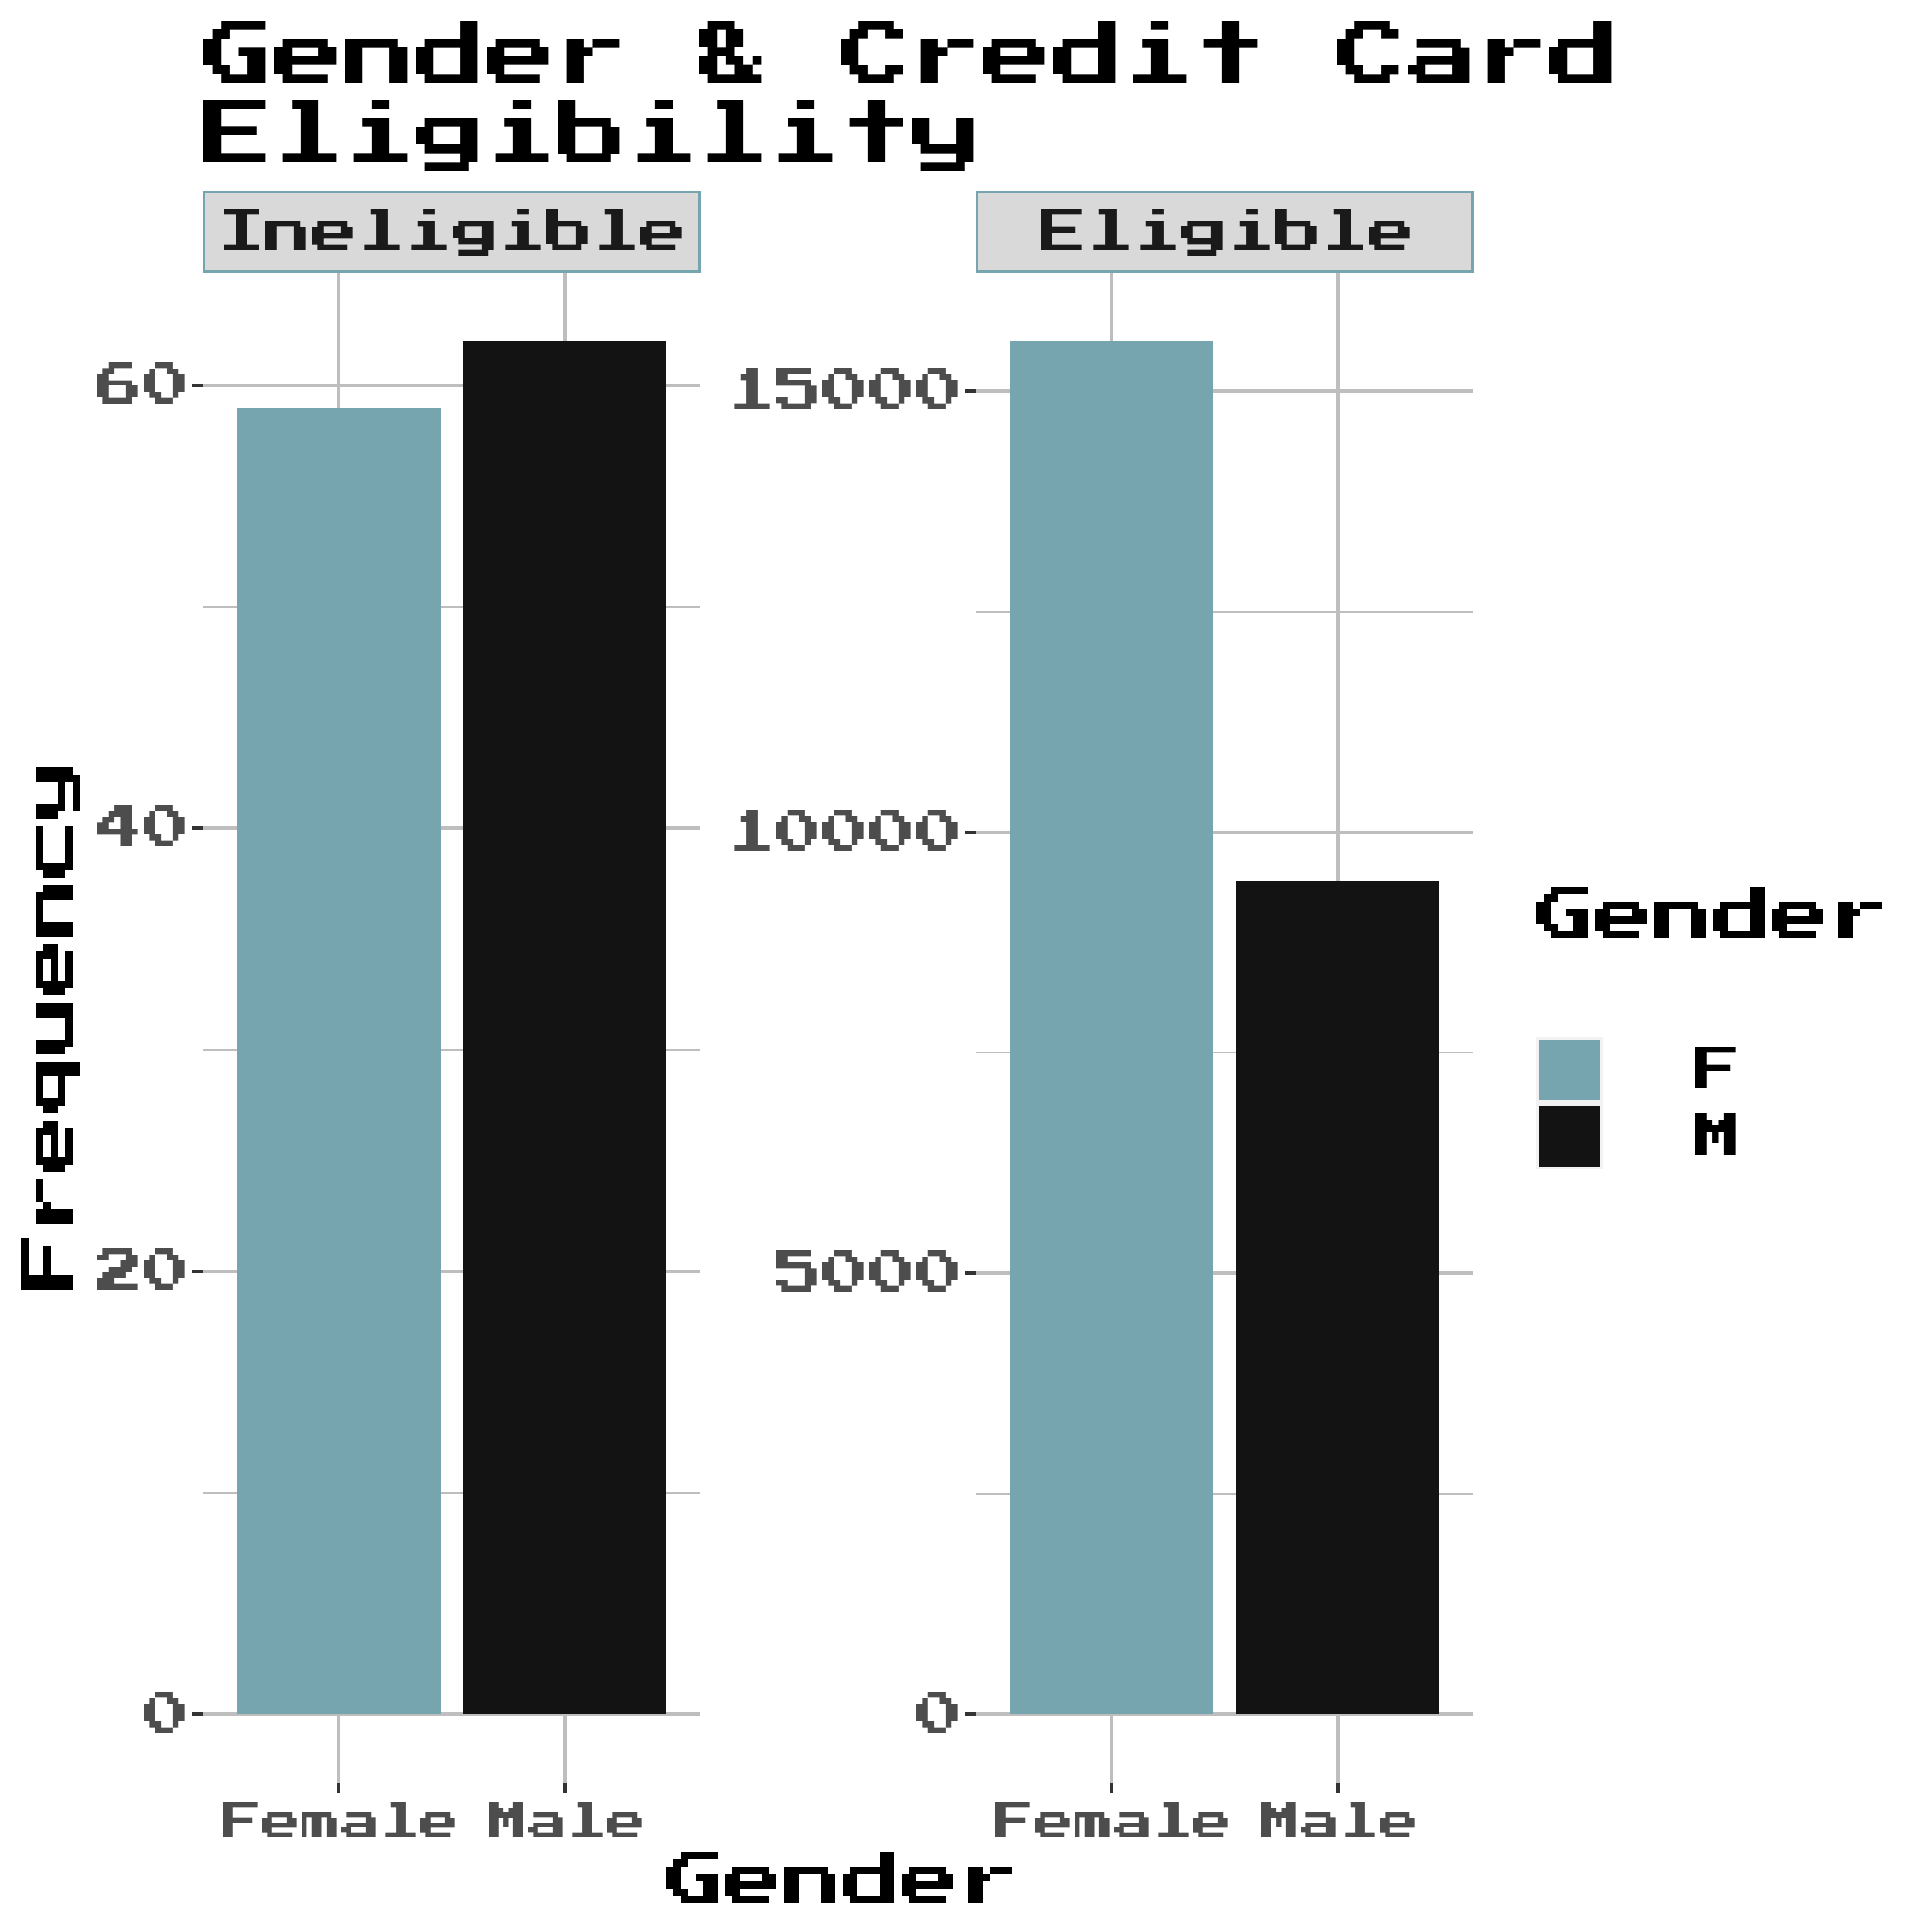 Gender & Credit Card
Eligibility
Ineligible
Eligible
Frequency
60
40
20
0
15000
10000
5000
0
Female Male
Female Male
Gender
Gender
F
M